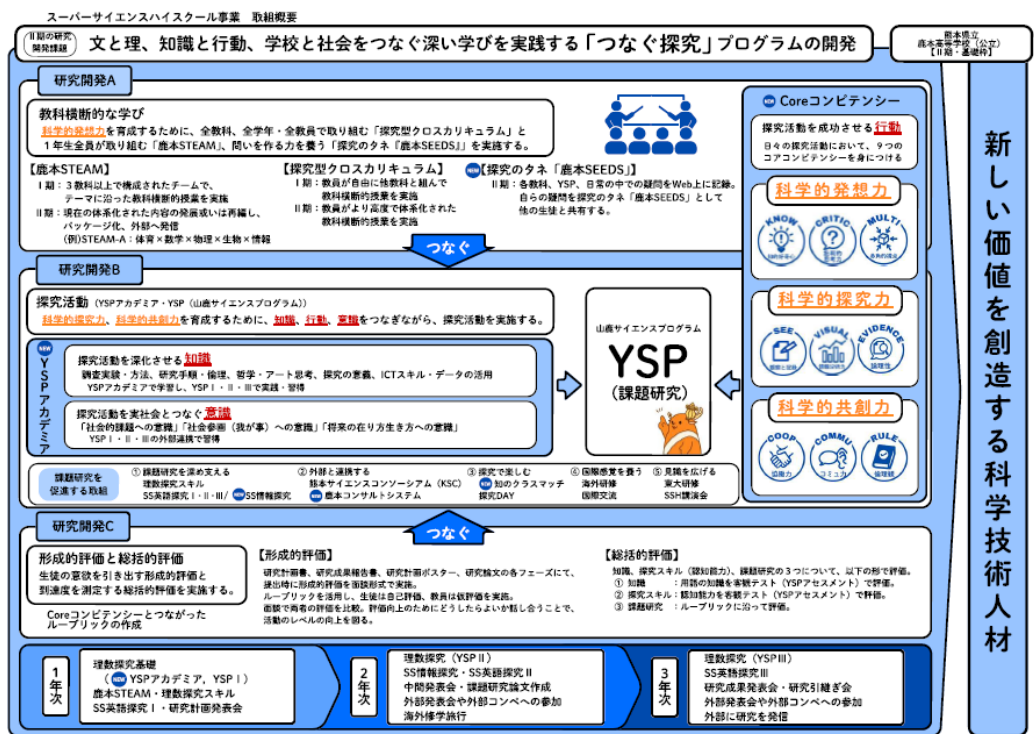 スーパーサイエンスハイスクール事業　取組概要
Ⅱ期の研究
開発課題
文と理、知識と行動、学校と社会をつなぐ深い学びを実践する「つなぐ探究」プログラムの開発
熊本県立
鹿本高等学校（公立）
【Ⅱ期・基礎枠】
研究開発A
教科横断的な学び
科学的発想力を育成するために、全教科、全学年・全教員で取り組む「探究型クロスカリキュラム」と
１年生全員が取り組む「鹿本STEAM」、問いを作る力を養う「探究のタネ「鹿本SEEDS」」を実施する。
【鹿本STEAM】
Ⅰ期：３教科以上で構成されたチームで、
テーマに沿った教科横断的授業を実施
Ⅱ期：現在の体系化された内容の発展或いは再編し、
パッケージ化、外部へ発信
(例)STEAM-A：体育×数学×物理×生物×情報
【探究型クロスカリキュラム】
Ⅰ期：教員が自由に他教科と組んで
教科横断的授業を実施
Ⅱ期：教員がより高度で体系化された
教科横断的授業を実施
NEW
【探究のタネ「鹿本SEEDS」】
Ⅱ期：各教科、YSP、日常の中での疑問をWeb上に記録。
自らの疑問を探究のタネ「鹿本SEEDS」として
他の生徒と共有する。
つなぐ
NEW Coreコンピテンシー
探究活動を成功させる行動
日々の探究活動において、９つの
コアコンピテンシーを身につける
科学的発想力
KNOW
CRITIC
MULTI
科学的探究力
SEE
VISUAL
EVIDENCE
論理性
科学的共創力
COOP
協働力
COMMU
コミュ力
RULE
倫理観
研究開発B
探究活動（YSPアカデミア・YSP（山鹿サイエンスプログラム））
科学的探究力、科学的共創力を育成するために、知識、行動、意識をつなぎながら、探究活動を実施する。
NEW
YSPアカデミア
探究活動を深化させる知識
調査実験・方法、研究手順・倫理、哲学・アート思考、探究の意義、ICTスキル・データの活用
YSPアカデミアで学習し、YSPⅠ・Ⅱ・Ⅲで実践・習得
探究活動を実社会とつなぐ意識
「社会的課題への意識」「社会参画（我が事）への意識」「将来の在り方生き方への意識」
YSPⅠ・Ⅱ・Ⅲの外部連携で習得
山鹿サイエンスプログラム
YSP
（課題研究）
課題研究を
促進する取組
①課題研究を深め支える
理数探究スキル
SS英語探究Ⅰ・Ⅱ・Ⅲ/NEW SS情報探究
②外部と連携する
熊本サイエンスコンソーシアム（KSC）
NEW 鹿本コンサルトシステム
③探究で楽しむ
NEW 知のクラスマッチ
探究DAY
④国際感覚を養う
海外研修
国際交流
⑤見識を広げる
東大研修
SSH講演会
つなぐ
研究開発C
形成的評価と総括的評価
生徒の意欲を引き出す形成的評価と
到達度を測定する総括的評価を実施する。
Coreコンピテンシーとつながった
ルーブリックの作成
【形成的評価】
研究計画書、研究成果報告書、研究計画ポスター、研究論文の各フェーズにて、
提出時に形成的評価を面談形式で実施。
ルーブリックを活用し、生徒は自己評価、教員は仮評価を実施。
面談で両者の評価を比較。評価向上のためにどうしたらよいか話し合うことで、
活動のレベルの向上を図る。
【総括的評価】
知識、探究スキル（認知能力）、課題研究の３つについて、以下の形で評価。
① 知識　　：用語の知識を客観テスト（YSPアセスメント）で評価。
② 探究スキル：認知能力を客観テスト（YSPアセスメント）で評価。
③ 課題研究　：ルーブリックに沿って評価。
1年次
理数探究基礎
（NEW YSPアカデミア、YSPⅠ）
鹿本STEAM・理数探究スキル
SS英語探究Ⅰ・研究計画発表会
2年次
理数探究（YSPⅡ）
SS情報探究・SS英語探究Ⅱ
中間発表会・課題研究論文作成
外部発表会や外部コンペへの参加
海外修学旅行
3年次
理数探究（YSPⅢ）
SS英語探究Ⅲ
研究成果発表会・研究引継ぎ会
外部発表会や外部コンペへの参加
外部に研究を発信
新しい価値を創造する科学技術人材